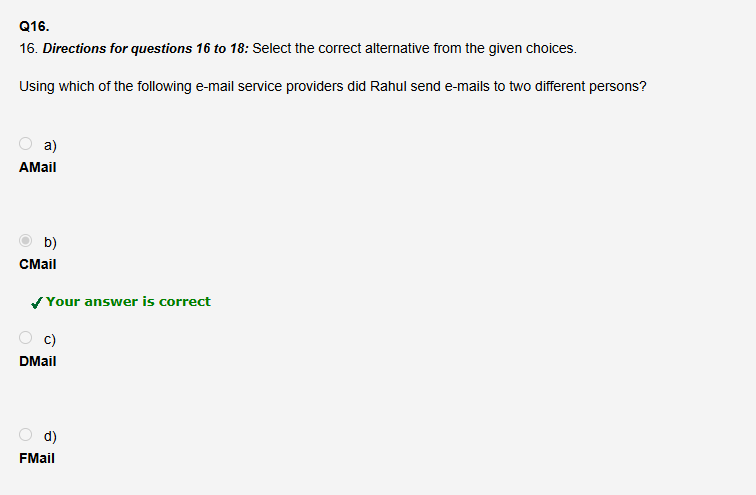 Q16.
16. Directions for questions 16 to 18: Select the correct alternative from the given choices.
Using which of the following e-mail service providers did Rahul send e-mails to two different persons?
a)
AMail
b)
CMail
✓Your answer is correct
c)
DMail
d)
FMail